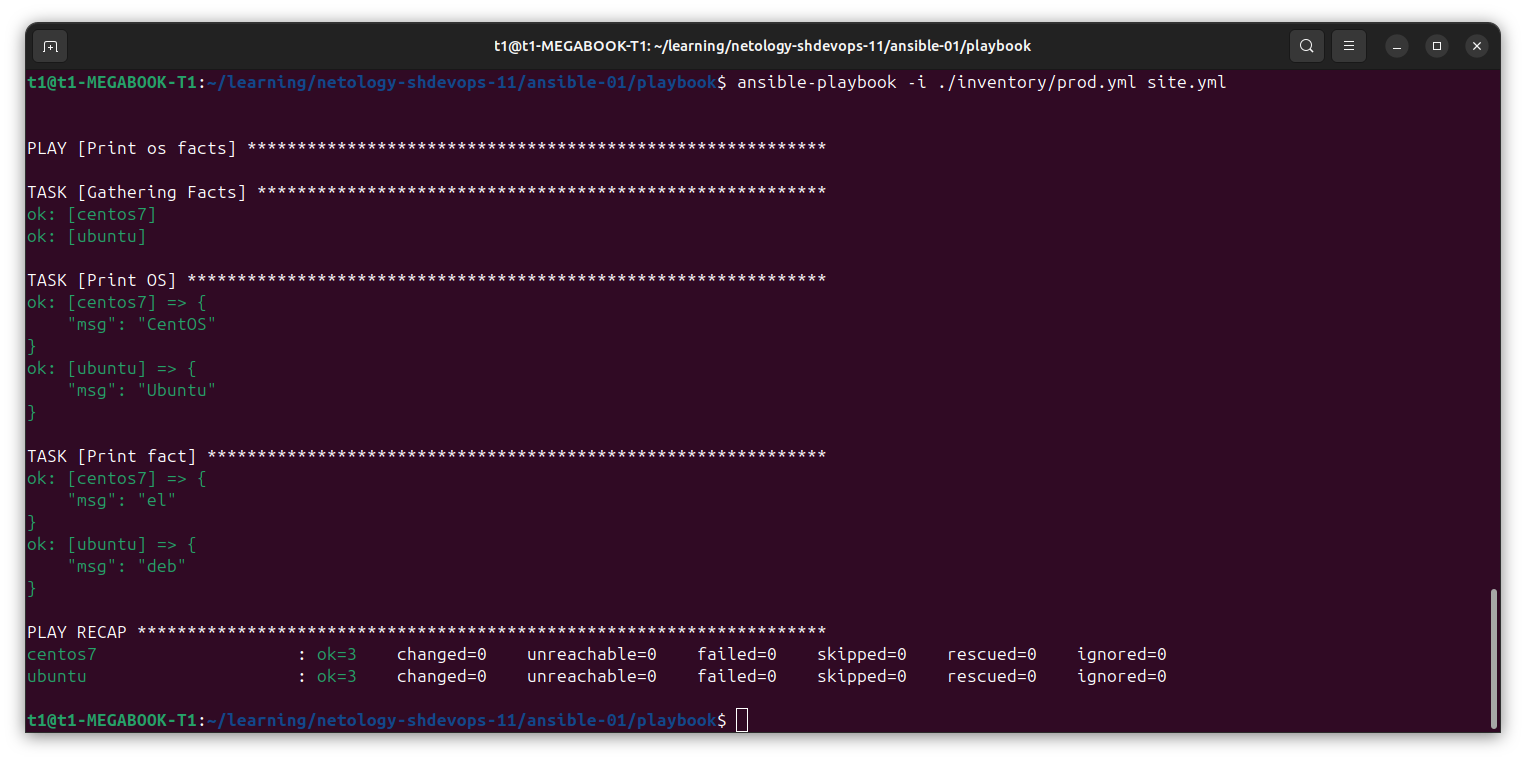 t1@t1-MEGABOOK-T1: ~/learning/netology-shdevops-11/ansible-01/playbook
t1@t1-MEGABOOK-T1:~/learning/netology-shdevops-11/ansible-01/playbook$ ansible-playbook -i ./inventory/prod.yml site.yml
PLAY [Print os facts] **********************************************************
TASK [Gathering Facts] *********************************************************
ok: [centos7]
ok: [ubuntu]
TASK [Print OS] ****************************************************************
ok: [centos7] => {
    "msg": "CentOS"
}
ok: [ubuntu] => {
    "msg": "Ubuntu"
}
TASK [Print fact] **************************************************************
ok: [centos7] => {
    "msg": "el"
}
ok: [ubuntu] => {
    "msg": "deb"
}
PLAY RECAP *********************************************************************
centos7                    : ok=3    changed=0    unreachable=0    failed=0    skipped=0    rescued=0    ignored=0
ubuntu                     : ok=3    changed=0    unreachable=0    failed=0    skipped=0    rescued=0    ignored=0
t1@t1-MEGABOOK-T1:~/learning/netology-shdevops-11/ansible-01/playbook$